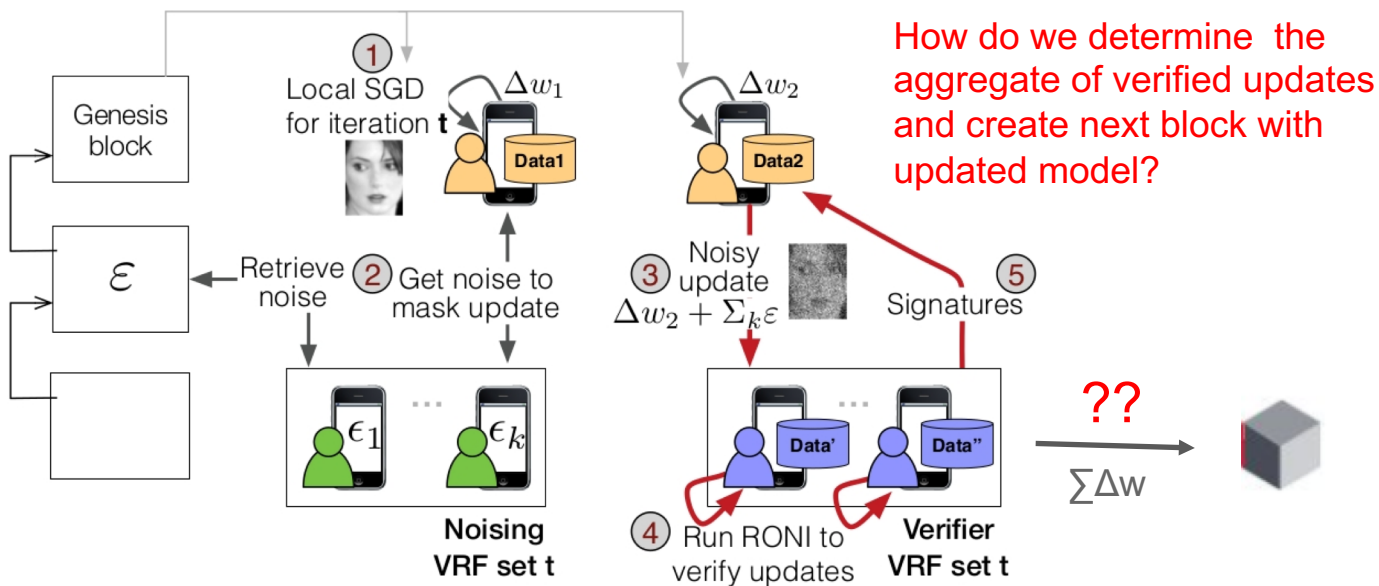 How do we determine the
aggregate of verified updates
and create next block with
updated model?
Genesis
block
1
Local SGD
for iteration t
Δw₁
Data1
Δw₂
Data2
ε
Retrieve
noise
2
Get noise to
mask update
3
Noisy
update
Δw₂ + Σₖε
5
Signatures
ϵ₁
...
ϵₖ
Noising
VRF set t
Data'
...
Data"
4
Run RONI to
verify updates
Verifier
VRF set t
??
∑Δw